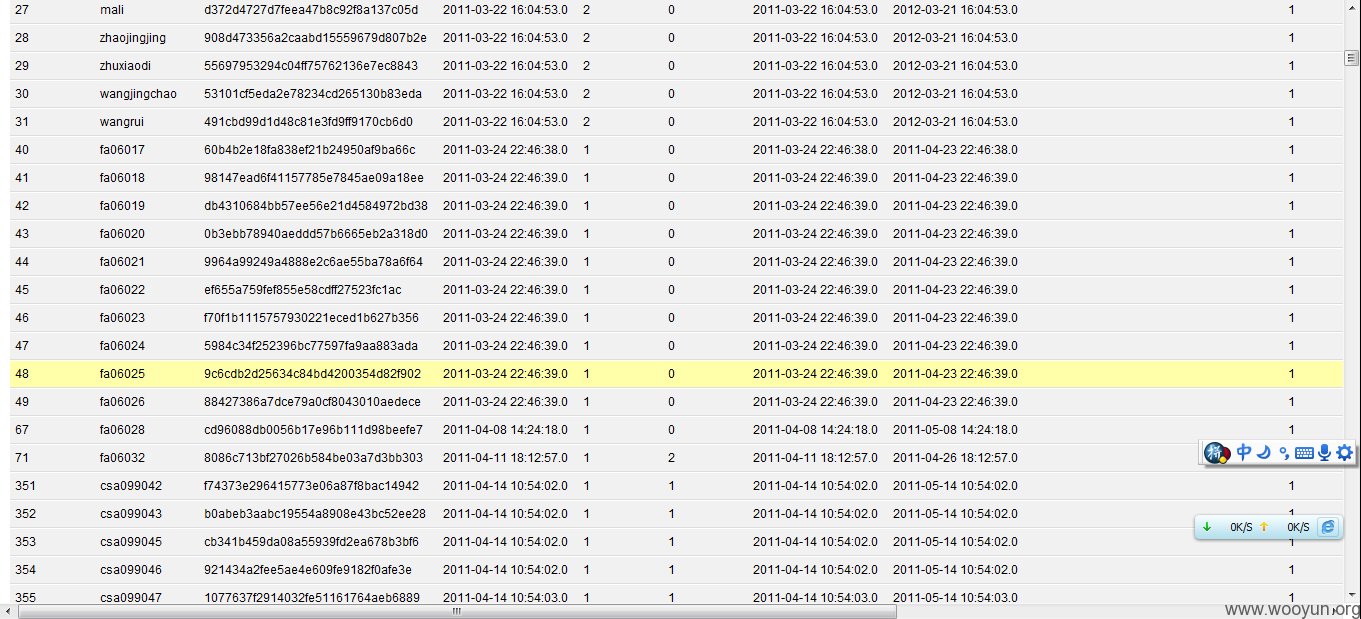 27 mali d372d4727d7feea47b8c92f8a137c05d 2011-03-22 16:04:53.0 2 0 2011-03-22 16:04:53.0 2012-03-21 16:04:53.0 1
28 zhaojingjing 908d473356a2caabd15559679d807b2e 2011-03-22 16:04:53.0 2 0 2011-03-22 16:04:53.0 2012-03-21 16:04:53.0 1
29 zhuxiaodi 55697953294c04ff75762136e7ec8843 2011-03-22 16:04:53.0 2 0 2011-03-22 16:04:53.0 2012-03-21 16:04:53.0 1
30 wangjingchao 53101cf5eda2e78234cd265130b83eda 2011-03-22 16:04:53.0 2 0 2011-03-22 16:04:53.0 2012-03-21 16:04:53.0 1
31 wangrui 491cbd99d1d48c81e3fd9ff9170cb6d0 2011-03-22 16:04:53.0 2 0 2011-03-22 16:04:53.0 2012-03-21 16:04:53.0 1
40 fa06017 60b4b2e18fa838ef21b24950af9ba66c 2011-03-24 22:46:38.0 1 0 2011-03-24 22:46:38.0 2011-04-23 22:46:38.0 1
41 fa06018 98147ead6f41157785e7845ae09a18ee 2011-03-24 22:46:39.0 1 0 2011-03-24 22:46:39.0 2011-04-23 22:46:39.0 1
42 fa06019 db4310684bb57ee56e21d4584972bd38 2011-03-24 22:46:39.0 1 0 2011-03-24 22:46:39.0 2011-04-23 22:46:39.0 1
43 fa06020 0b3ebb78940aeddd57b6665eb2a318d0 2011-03-24 22:46:39.0 1 0 2011-03-24 22:46:39.0 2011-04-23 22:46:39.0 1
44 fa06021 9964a99249a4888e2c6ae55ba78a6f64 2011-03-24 22:46:39.0 1 0 2011-03-24 22:46:39.0 2011-04-23 22:46:39.0 1
45 fa06022 ef655a759fef855e58cdff27523fc1ac 2011-03-24 22:46:39.0 1 0 2011-03-24 22:46:39.0 2011-04-23 22:46:39.0 1
46 fa06023 f70f1b1115757930221eced1b627b356 2011-03-24 22:46:39.0 1 0 2011-03-24 22:46:39.0 2011-04-23 22:46:39.0 1
47 fa06024 5984c34f252396bc77597fa9aa883ada 2011-03-24 22:46:39.0 1 0 2011-03-24 22:46:39.0 2011-04-23 22:46:39.0 1
48 fa06025 9c6cdb2d25634c84bd4200354d82f902 2011-03-24 22:46:39.0 1 0 2011-03-24 22:46:39.0 2011-04-23 22:46:39.0 1
49 fa06026 88427386a7dce79a0cf8043010aedece 2011-03-24 22:46:39.0 1 0 2011-03-24 22:46:39.0 2011-04-23 22:46:39.0 1
67 fa06028 cd96088db0056b17e96b111d98beefe7 2011-04-08 14:24:18.0 1 0 2011-04-08 14:24:18.0 2011-05-08 14:24:18.0 1
71 fa06032 8086c713bf27026b584be03a7d3bb303 2011-04-11 18:12:57.0 1 2 2011-04-11 18:12:57.0 2011-04-26 18:12:57.0 1
拼 中
351 csa099042 f74373e296415773e06a87f8bac14942 2011-04-14 10:54:02.0 1 1 2011-04-14 10:54:02.0 2011-05-14 10:54:02.0 1
352 csa099043 b0abeb3aabc19554a8908e43bc52ee28 2011-04-14 10:54:02.0 1 1 2011-04-14 10:54:02.0 2011-05-14 10:54:02.0 1
0K/S 0K/S
353 csa099045 cb341b459da08a55939fd2ea678b3bf6 2011-04-14 10:54:02.0 1 1 2011-04-14 10:54:02.0 2011-05-14 10:54:02.0 1
354 csa099046 921434a2fee5ae4e609fe9182f0afe3e 2011-04-14 10:54:02.0 1 1 2011-04-14 10:54:02.0 2011-05-14 10:54:02.0 1
355 csa099047 1077637f2914032fe51161764aeb6889 2011-04-14 10:54:03.0 1 1 2011-04-14 10:54:03.0 2011-05-14 10:54:03.0 1
www.wooyun.org